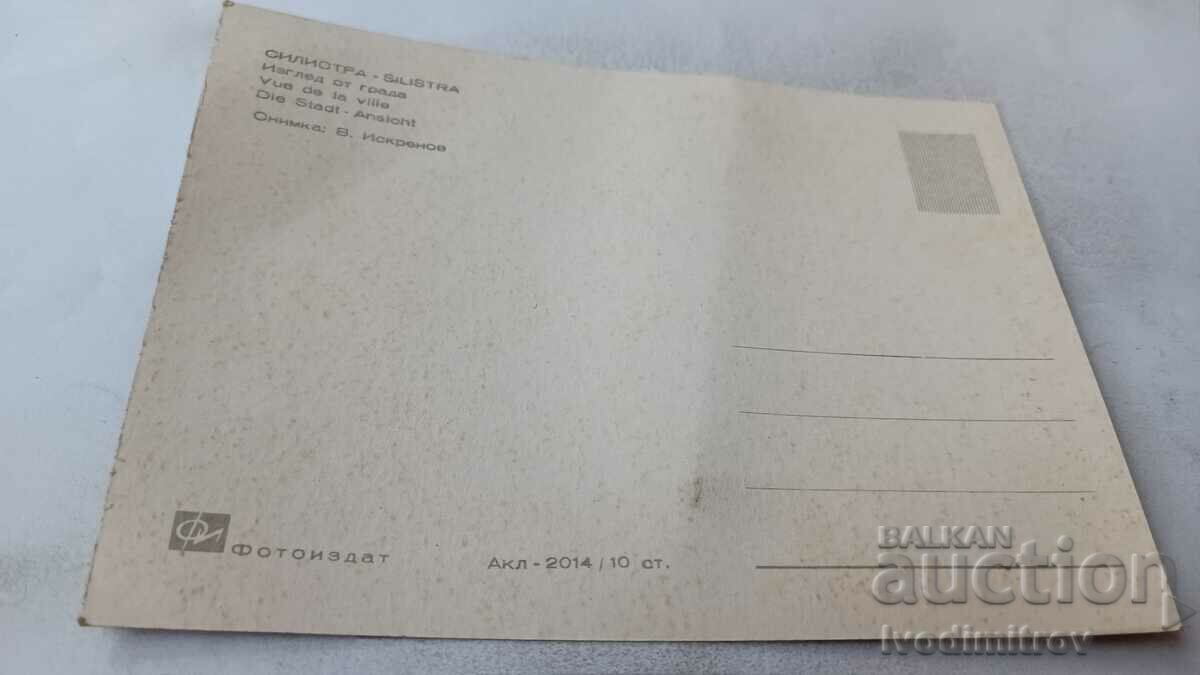 СИЛИСТРА - SILISTRA
Изглед от града
Vue de la ville
Die Stadt - Ansicht
Снимка: В. Искренов
Фотоиздат
Акл - 2014 / 10 ст.
BALKAN
auction
Ivodimitrov